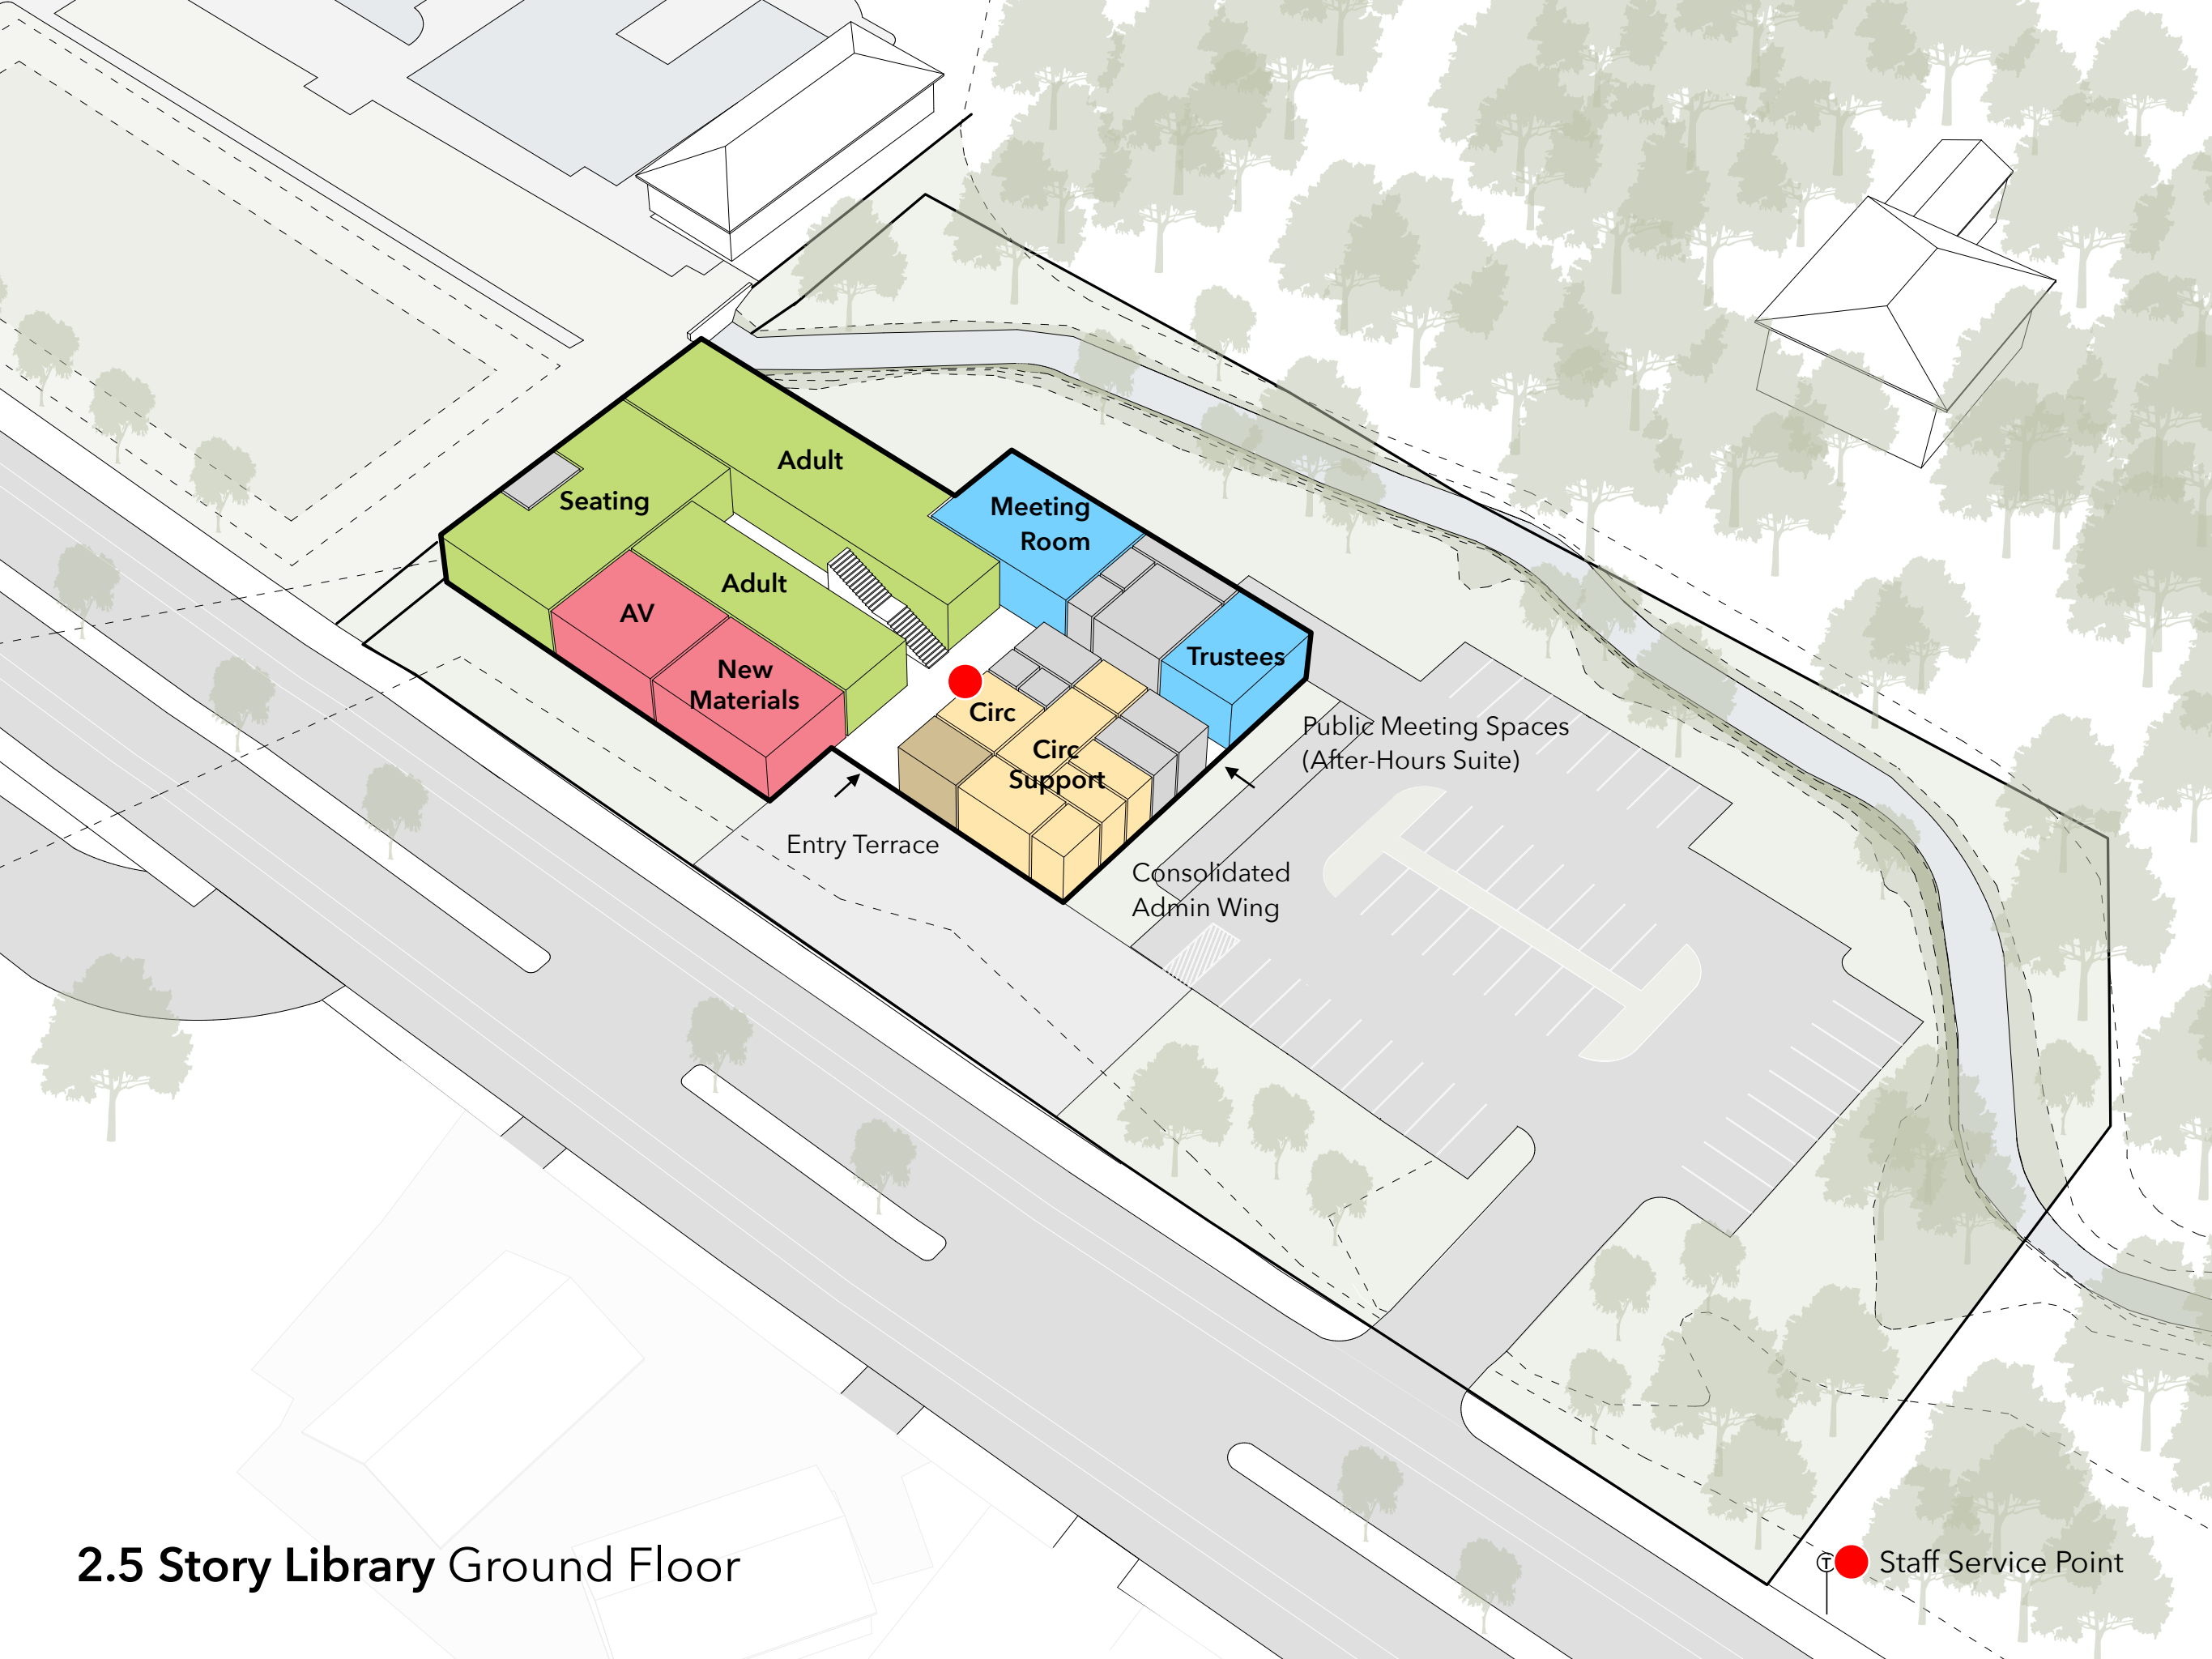 Adult
Seating
Meeting
Room
Adult
AV
New
Materials
Trustees
Circ
Circ
Support
Public Meeting Spaces
(After-Hours Suite)
Entry Terrace
Consolidated
Admin Wing
2.5 Story Library Ground Floor
T
Staff Service Point